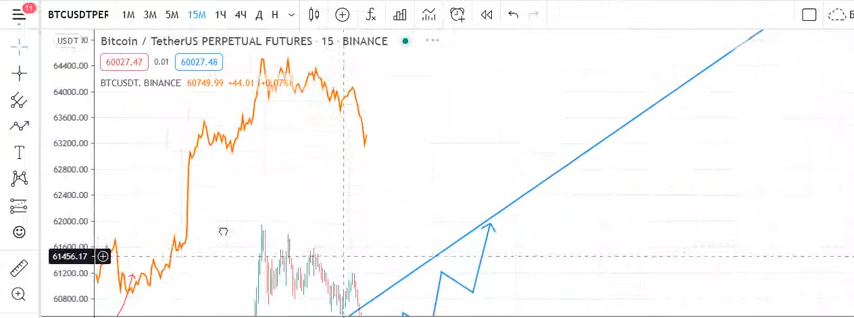 11
BTCUSDTPERP 1М 3М 5М 15М 1Ч 4Ч Д Н
USDT
Bitcoin / TetherUS PERPETUAL FUTURES · 15 · BINANCE
60027.47 0.01 60027.48
BTCUSDT. BINANCE 60749.99 +44.01 (+0.07%)
64400.00
64000.00
63600.00
63200.00
62800.00
62400.00
62000.00
61600.00
61456.17
61200.00
60800.00